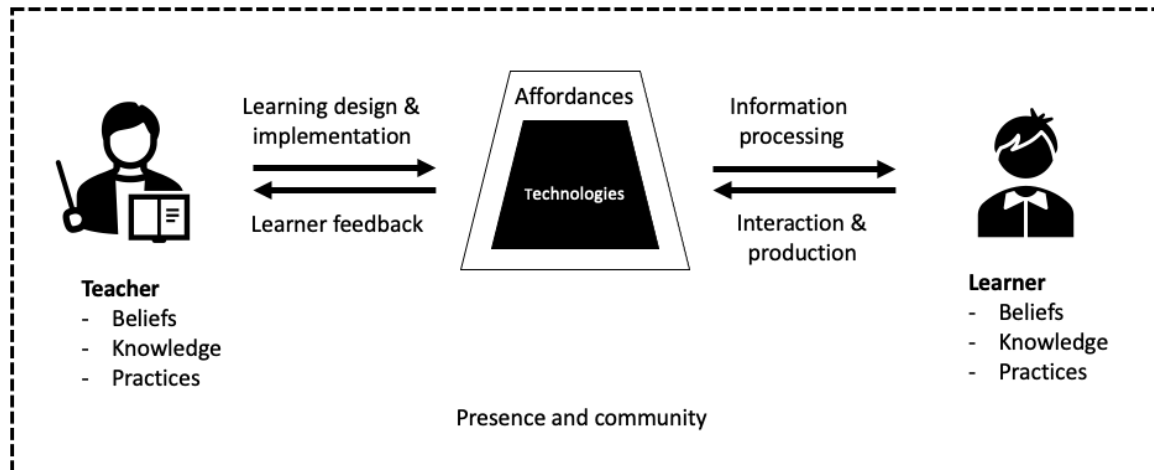 Learning design &
implementation
Learner feedback
Affordances
Technologies
Information
processing
Interaction &
production
Teacher
- Beliefs
- Knowledge
- Practices
Learner
- Beliefs
- Knowledge
- Practices
Presence and community